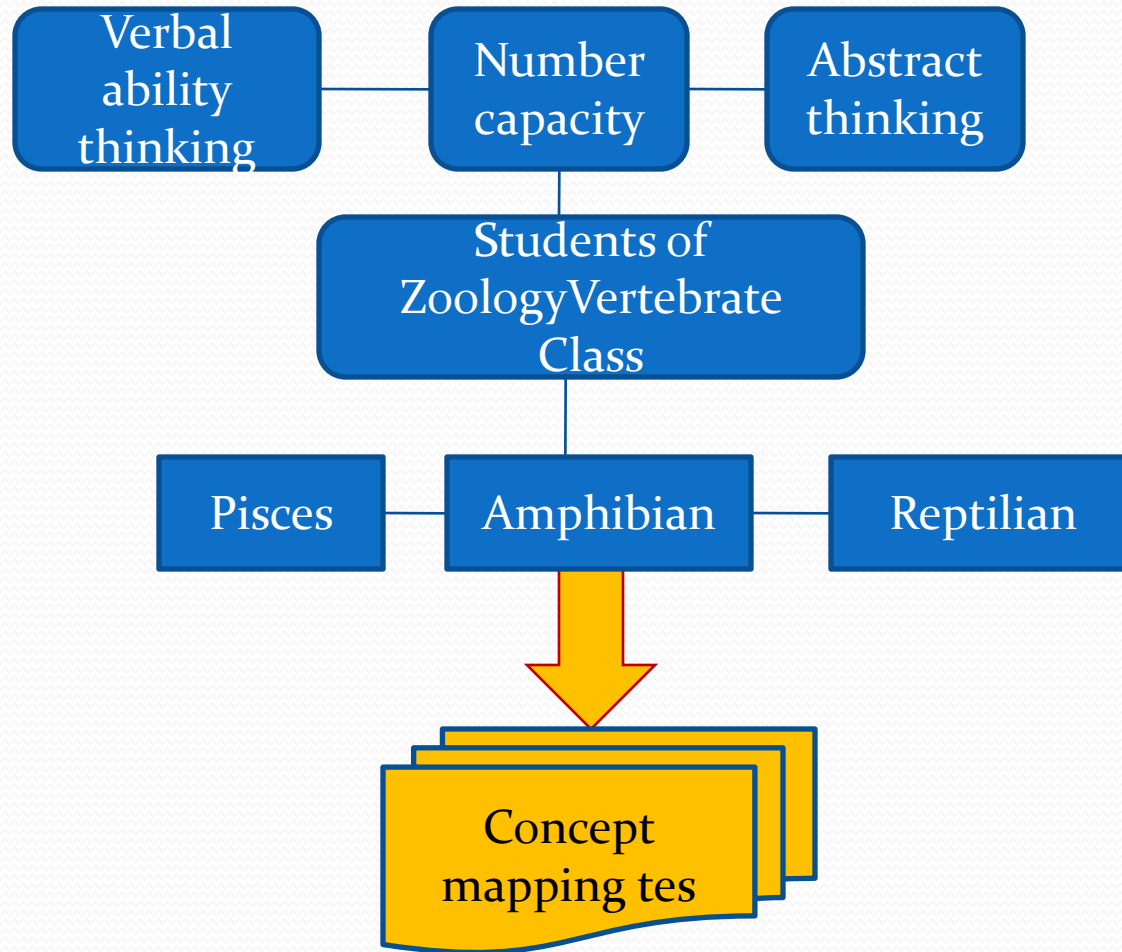 Verbal
ability
thinking
Number
capacity
Abstract
thinking
Students of
ZoologyVertebrate
Class
Pisces
Amphibian
Reptilian
Concept
mapping tes